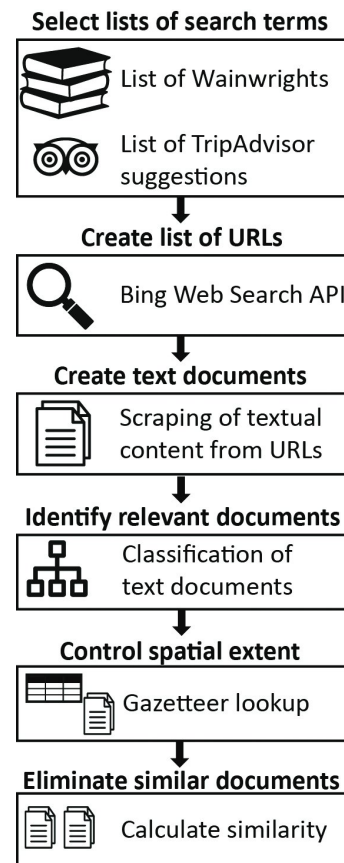 Select lists of search terms
List of Wainwrights
List of TripAdvisor
suggestions
Create list of URLs
Bing Web Search API
Create text documents
Scraping of textual
content from URLs
Identify relevant documents
Classification of
text documents
Control spatial extent
Gazetteer lookup
Eliminate similar documents
Calculate similarity